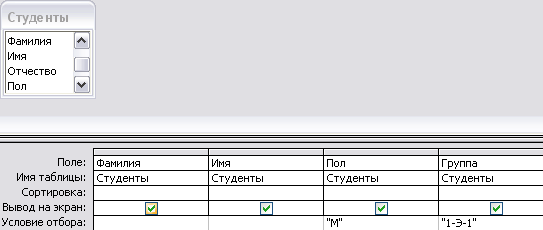 Студенты
Фамилия
Имя
Отчество
Пол
Поле: Фамилия Имя Пол Группа
Имя таблицы: Студенты Студенты Студенты Студенты
Сортировка:
Вывод на экран:
Условие отбора: "М" "1-Э-1"